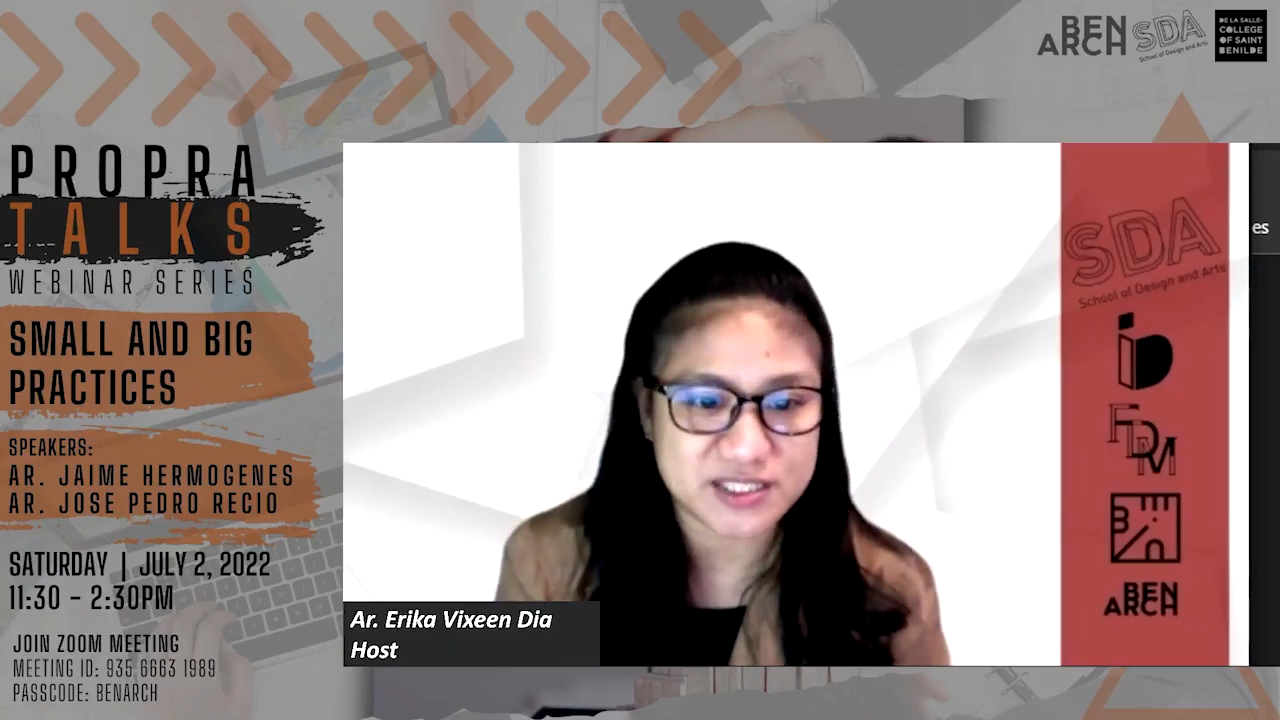 BEN
ARCH
SDA
School of Design and Arts
DE LA SALLE-
COLLEGE
OF SAINT
BENILDE
PROPRA
TALKS
WEBINAR SERIES
SMALL AND BIG
PRACTICES
SPEAKERS:
AR. JAIME HERMOGENES
AR. JOSE PEDRO RECIO
SATURDAY | JULY 2, 2022
11:30 - 2:30PM
JOIN ZOOM MEETING
MEETING ID: 935 6663 1989
PASSCODE: BENARCH
es
SDA
School of Design and Arts
iD
FDM
BEN
ARCH
Ar. Erika Vixeen Dia
Host